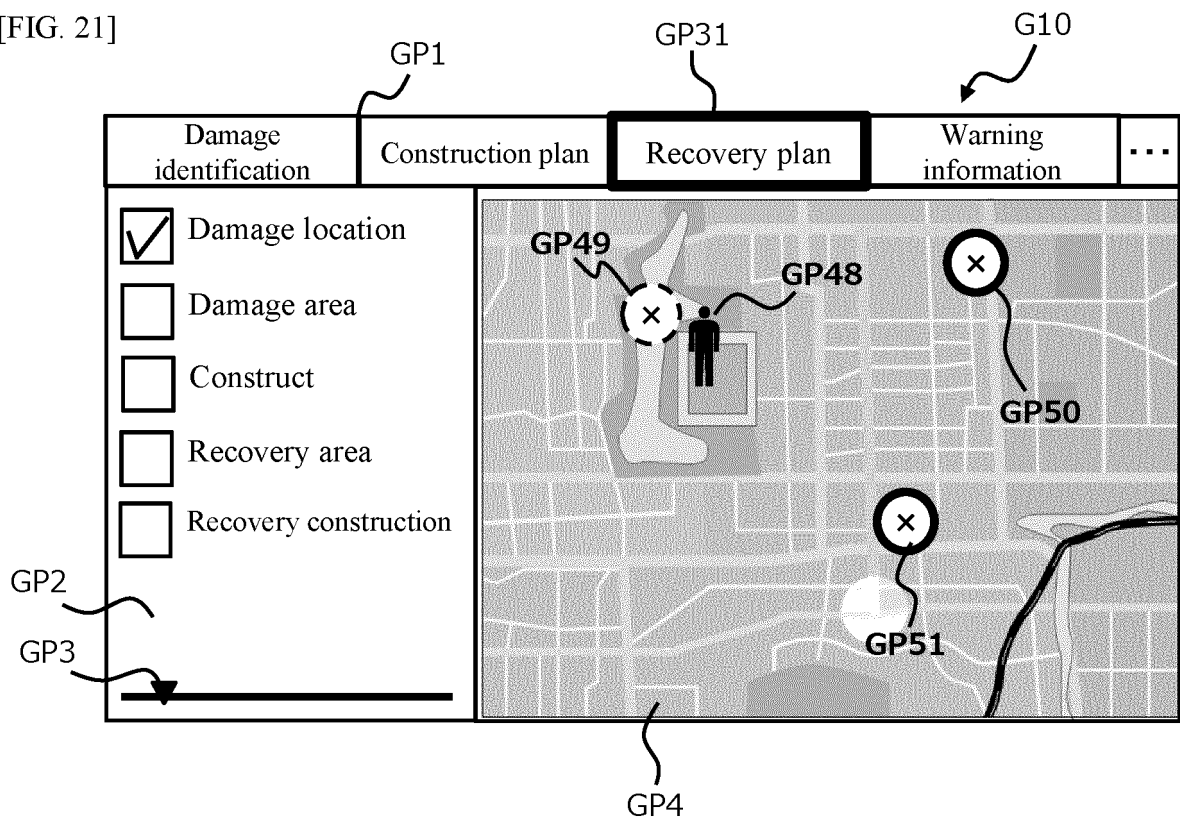 [FIG. 21]
G10
GP31
GP1
Damage
identification
Construction plan
Recovery plan
Warning
information
...
Damage location
Damage area
Construct
Recovery area
Recovery construction
GP49
GP48
GP50
GP51
GP2
GP3
GP4